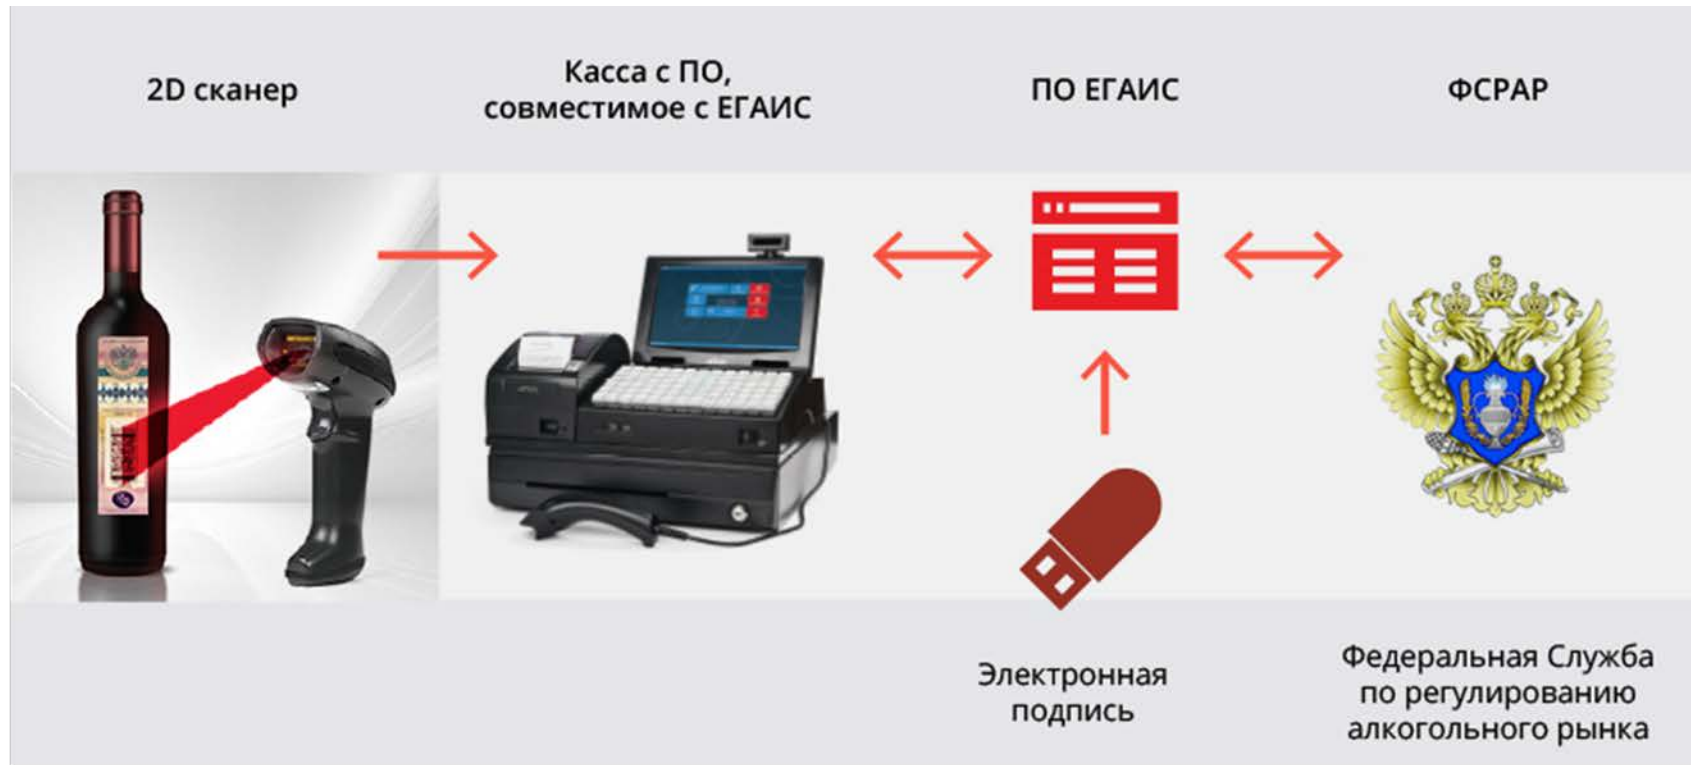 2D сканер
Касса с ПО,
совместимое с ЕГАИС
ПО ЕГАИС
ФСРАР
Электронная
подпись
Федеральная Служба
по регулированию
алкогольного рынка